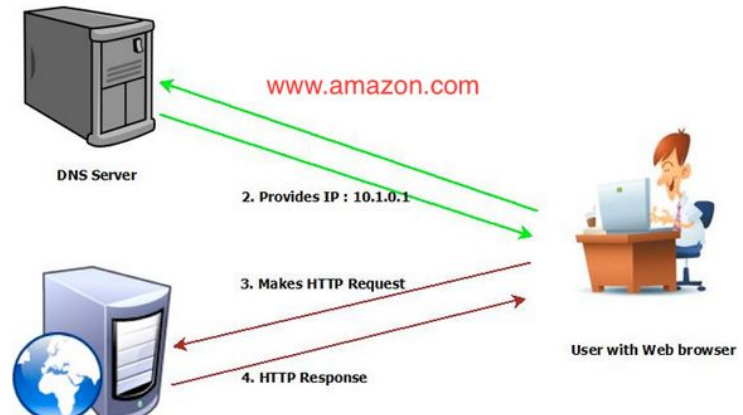 www.amazon.com
DNS Server
2. Provides IP : 10.1.0.1
3. Makes HTTP Request
User with Web browser
4. HTTP Response